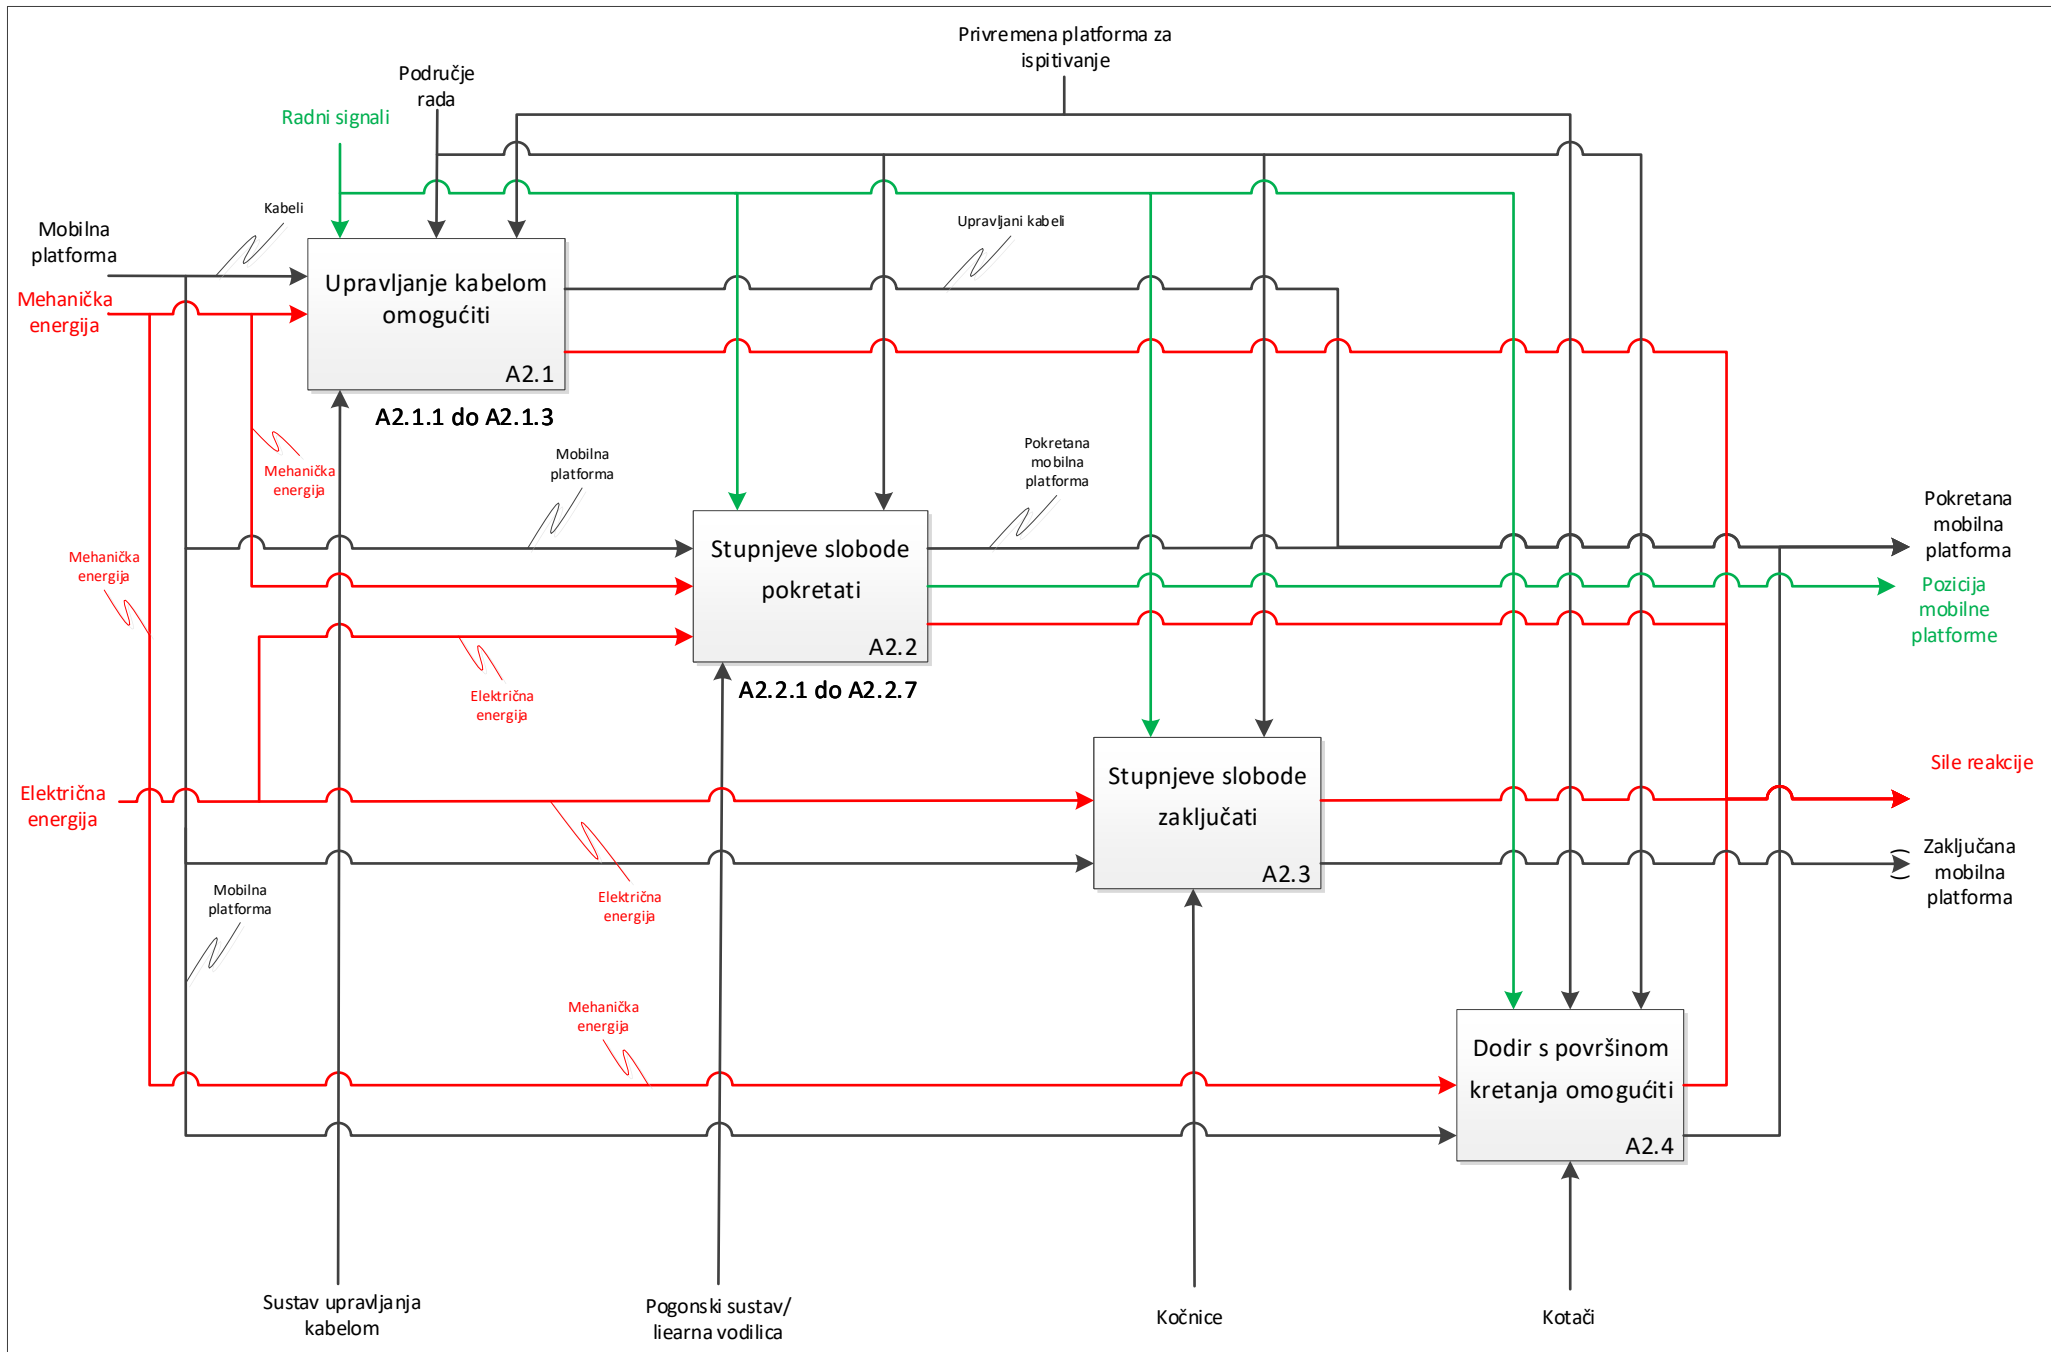 Privremena platforma za
ispitivanje
Područje
rada
Radni signali
Kabeli
Mobilna
platforma
Upravljani kabeli
Mehanička
energija
Upravljanje kabelom
omogućiti
A2.1
A2.1.1 do A2.1.3
Mehanička
energija
Mobilna
platforma
Pokretana
mobilna
platforma
Pokretana
mobilna
platforma
Mehanička
energija
Stupnjeve slobode
pokretati
A2.2
Pozicija
mobilne
platforme
A2.2.1 do A2.2.7
Električna
energija
Električna
energija
Stupnjeve slobode
zaključati
A2.3
Sile reakcije
Zaključana
mobilna
platforma
Mobilna
platforma
Električna
energija
Mehanička
energija
Dodir s površinom
kretanja omogućiti
A2.4
Sustav upravljanja
kabelom
Pogonski sustav/
liearna vodilica
Kočnice
Kotači